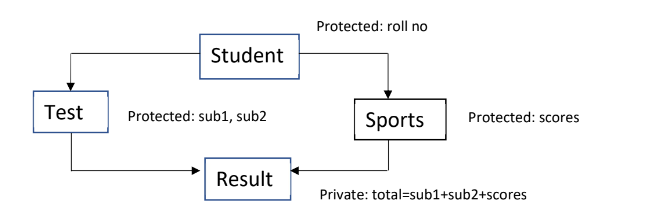 Protected: roll no
Student
Test
Protected: sub1, sub2
Sports
Protected: scores
Result
Private: total=sub1+sub2+scores